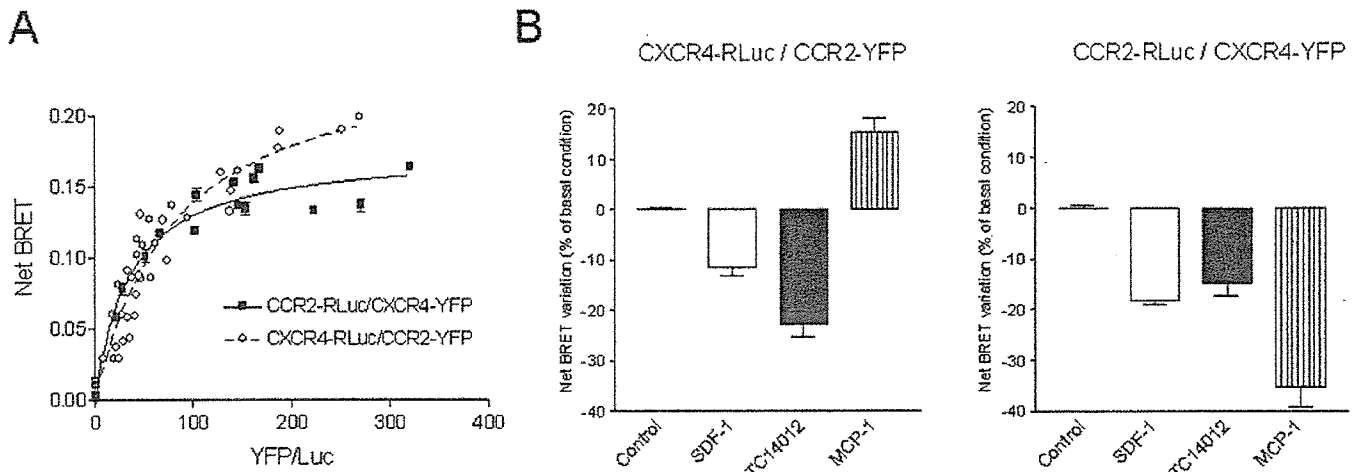 A
Net BRET
0.20
0.15
0.10
0.05
0.00
0 100 200 300 400
YFP/Luc
CCR2-RLuc/CXCR4-YFP
CXCR4-RLuc/CCR2-YFP
B
CXCR4-RLuc / CCR2-YFP
Net BRET variation (% of basal condition)
20
10
0
-10
-20
-30
-40
Control SDF-1 TC14012 MCP-1
CCR2-RLuc / CXCR4-YFP
Net BRET variation (% of basal condition)
20
10
0
-10
-20
-30
-40
Control SDF-1 TC14012 MCP-1